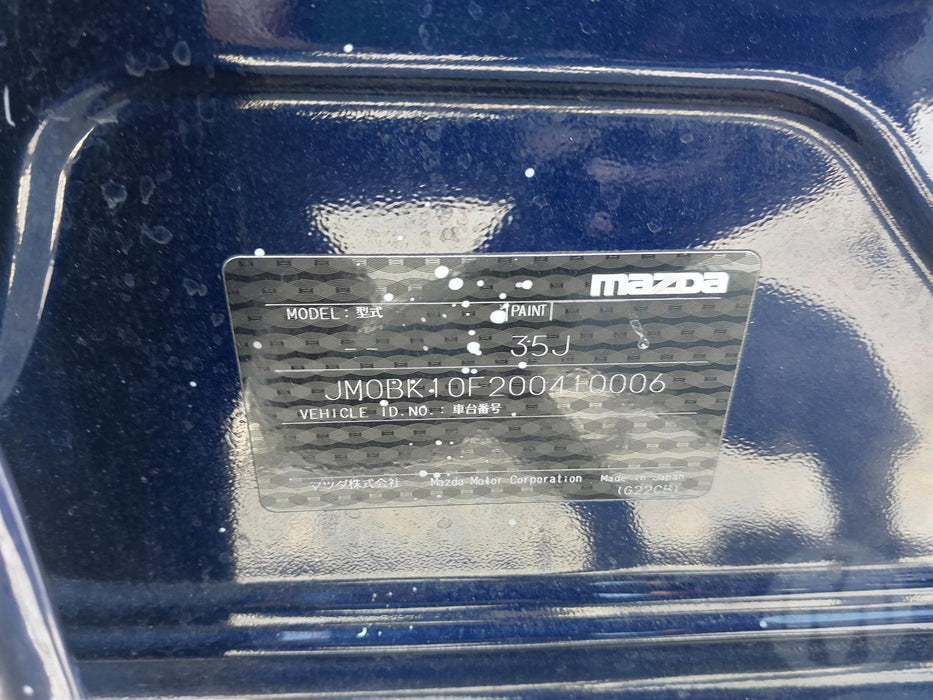 mazda
MODEL:型式 PAINT
-- 35J
JM0BK10F200410006
VEHICLE ID.NO.:車台番号
マツダ株式会社 Mazda Motor Corporation Made in Japan
(G22CB)